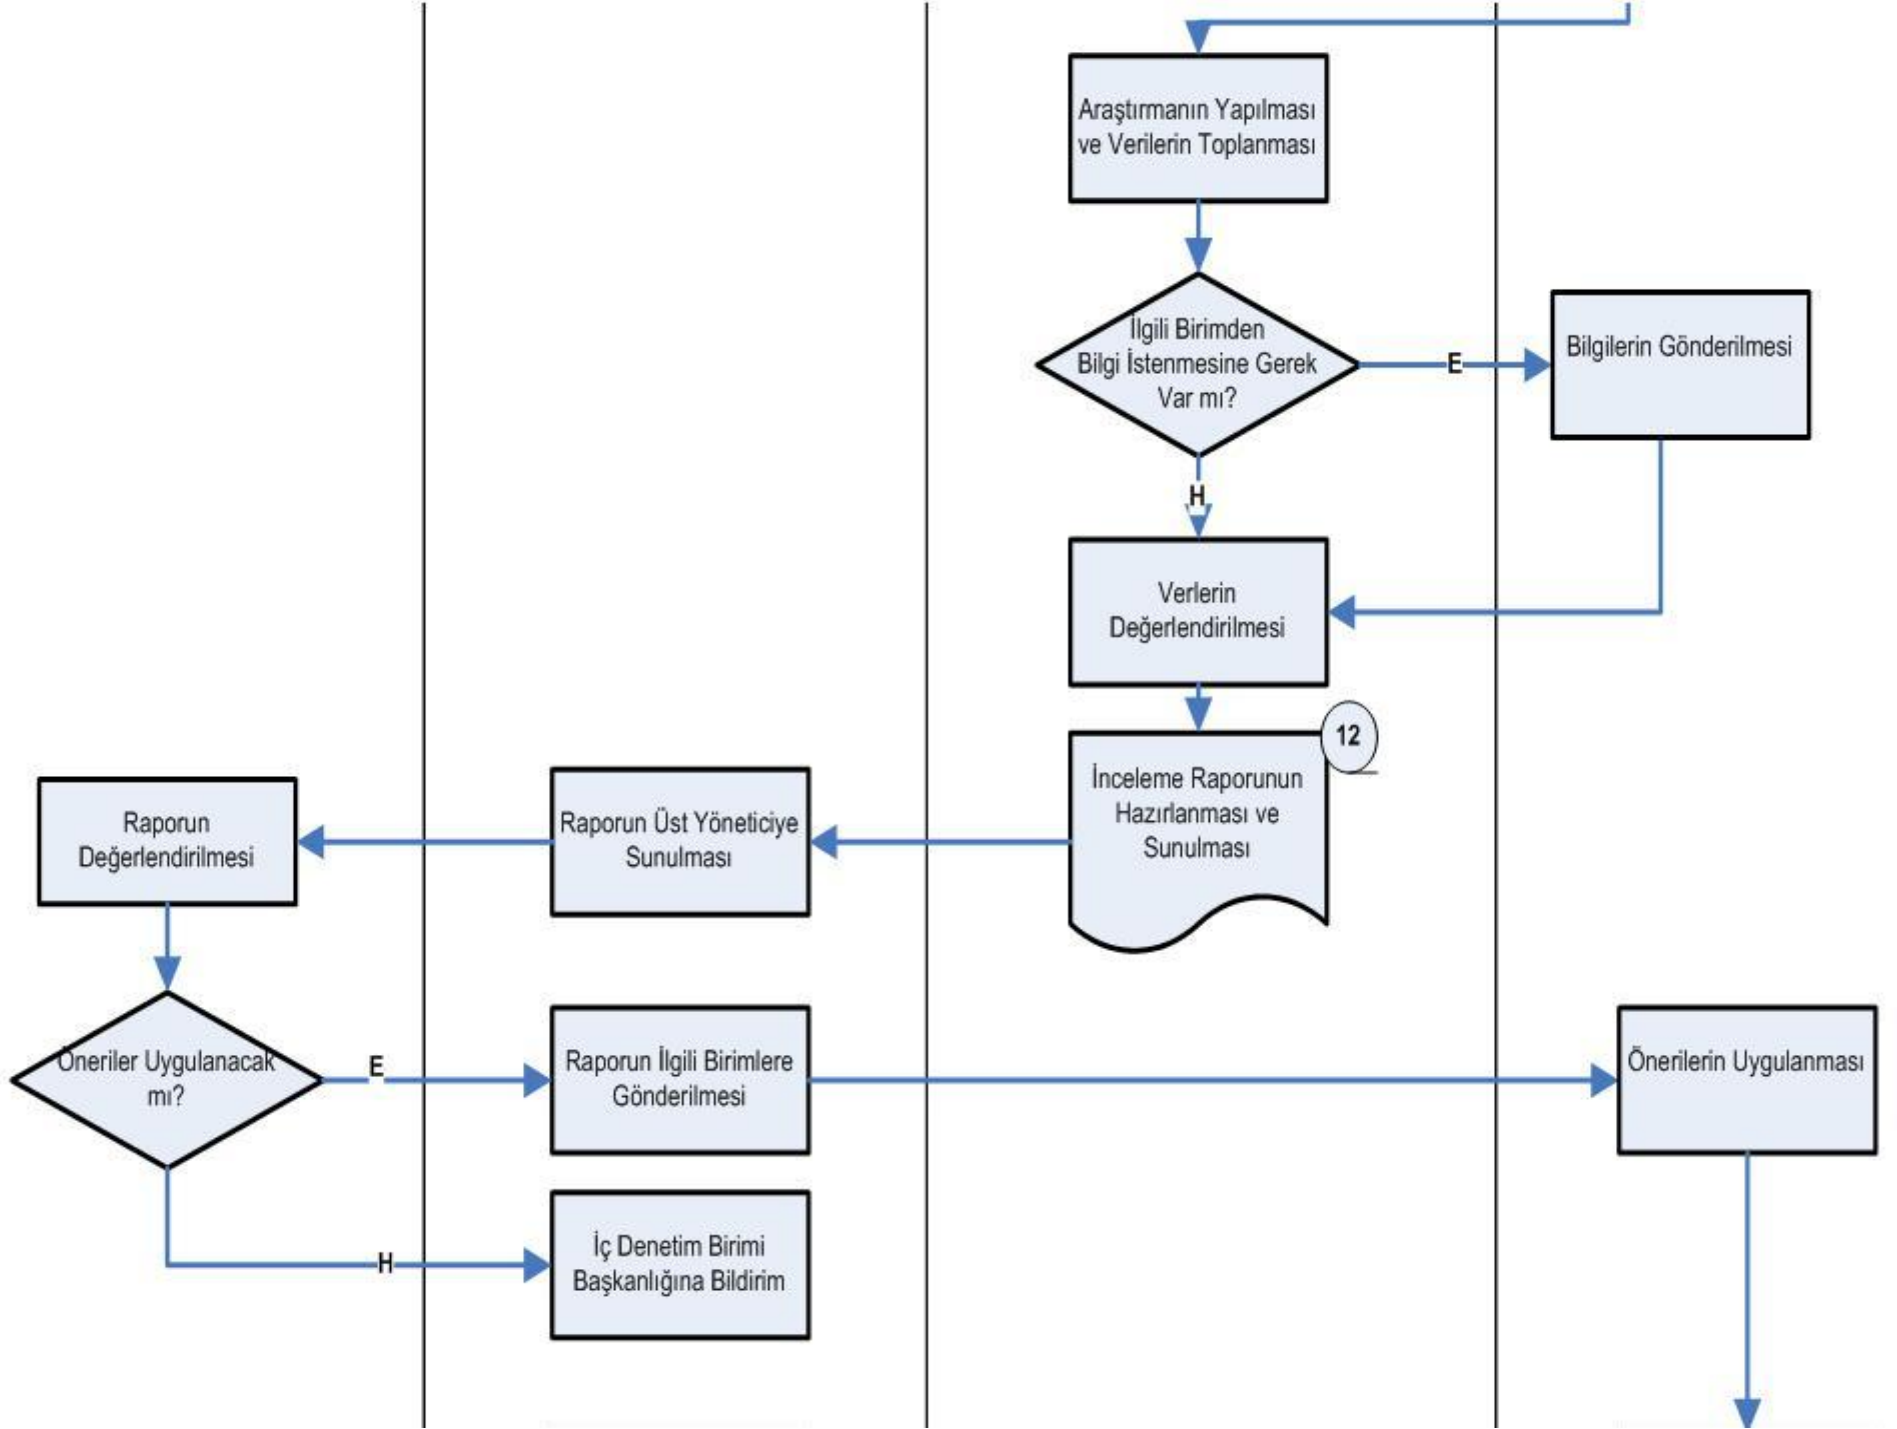 Araştırmanın Yapılması
ve Verilerin Toplanması
İlgili Birimden
Bilgi İstenmesine Gerek
Var mı?
E
Bilgilerin Gönderilmesi
H
Verlerin
Değerlendirilmesi
12
İnceleme Raporunun
Hazırlanması ve
Sunulması
Raporun Üst Yöneticiye
Sunulması
Raporun
Değerlendirilmesi
Öneriler Uygulanacak
mı?
E
Raporun İlgili Birimlere
Gönderilmesi
Önerilerin Uygulanması
H
İç Denetim Birimi
Başkanlığına Bildirim